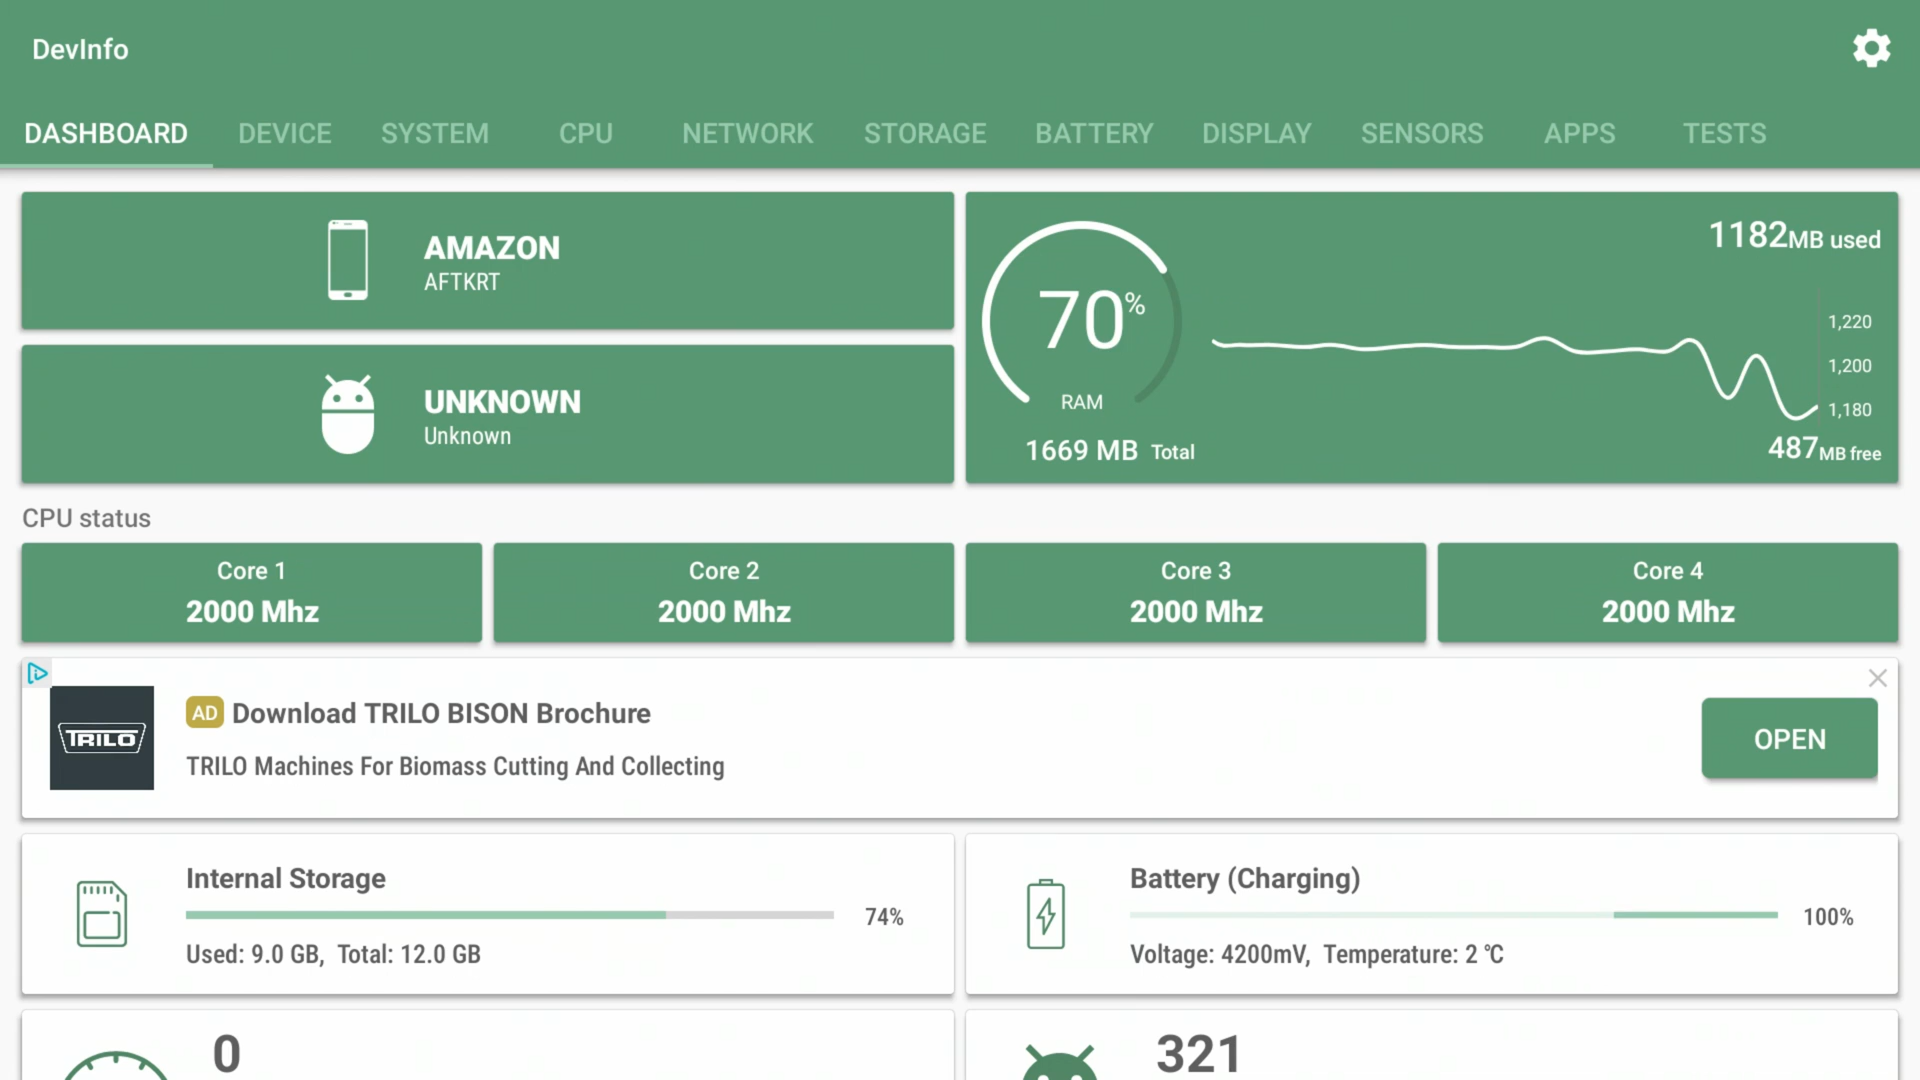 DevInfo
DASHBOARD DEVICE SYSTEM CPU NETWORK STORAGE BATTERY DISPLAY SENSORS APPS TESTS
AMAZON
AFTKRT
UNKNOWN
Unknown
70%
RAM
1669 MB Total
1182MB used
1,220
1,200
1,180
487MB free
CPU status
Core 1
2000 Mhz
Core 2
2000 Mhz
Core 3
2000 Mhz
Core 4
2000 Mhz
TRILO
AD Download TRILO BISON Brochure
TRILO Machines For Biomass Cutting And Collecting
OPEN
Internal Storage
74%
Used: 9.0 GB, Total: 12.0 GB
Battery (Charging)
100%
Voltage: 4200mV, Temperature: 2 ℃
0
321